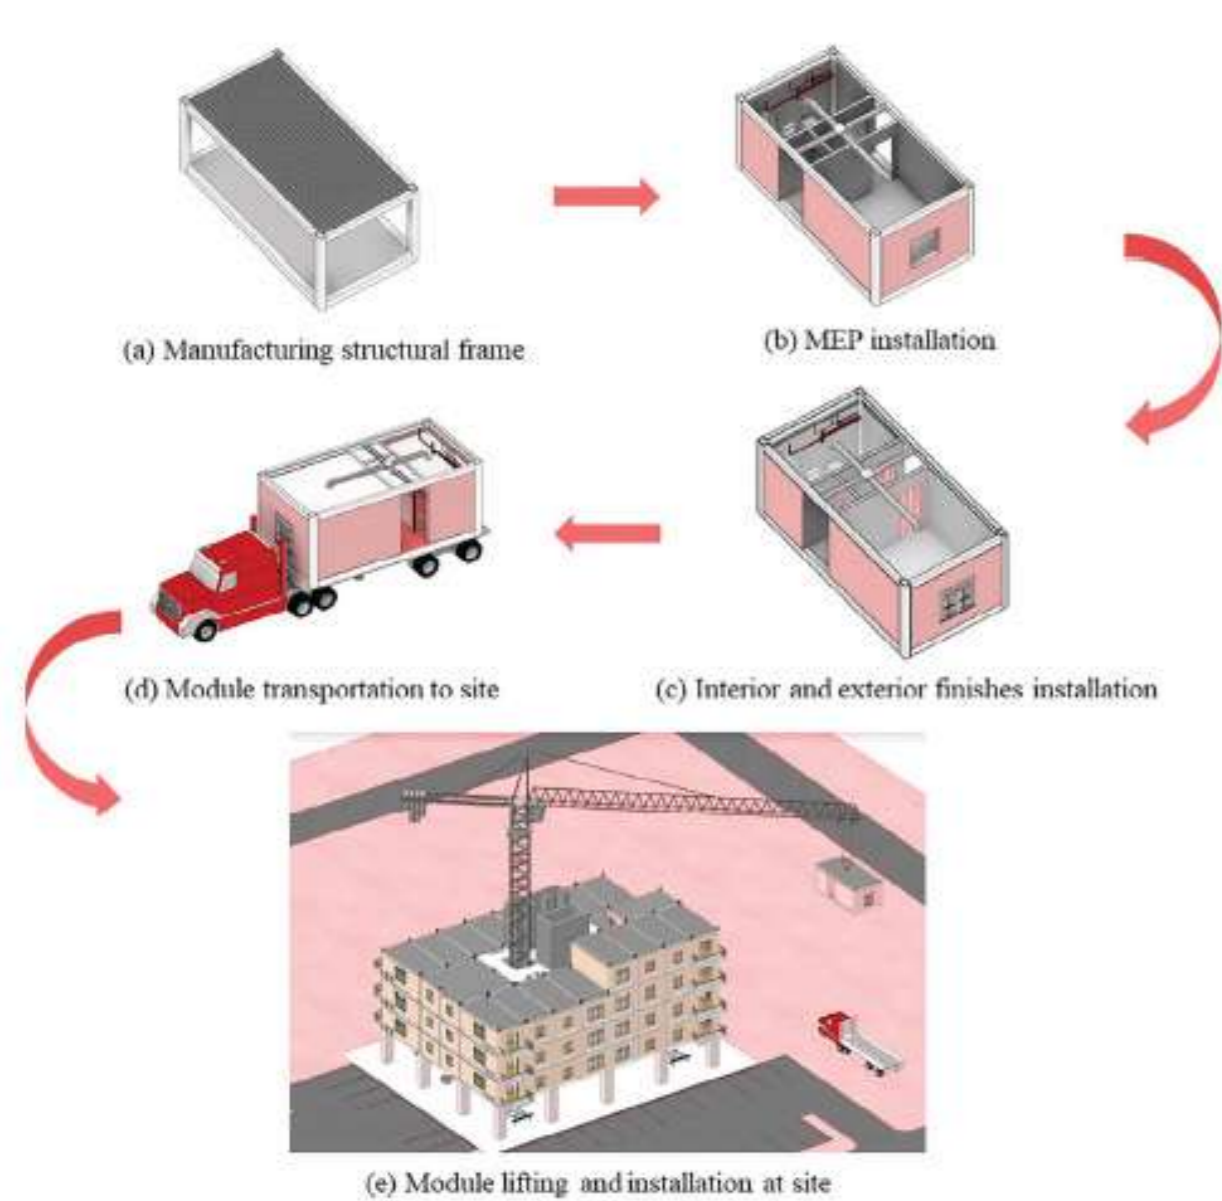 (a) Manufacturing structural frame
(b) MEP installation
(d) Module transportation to site
(c) Interior and exterior finishes installation
(e) Module lifting and installation at site